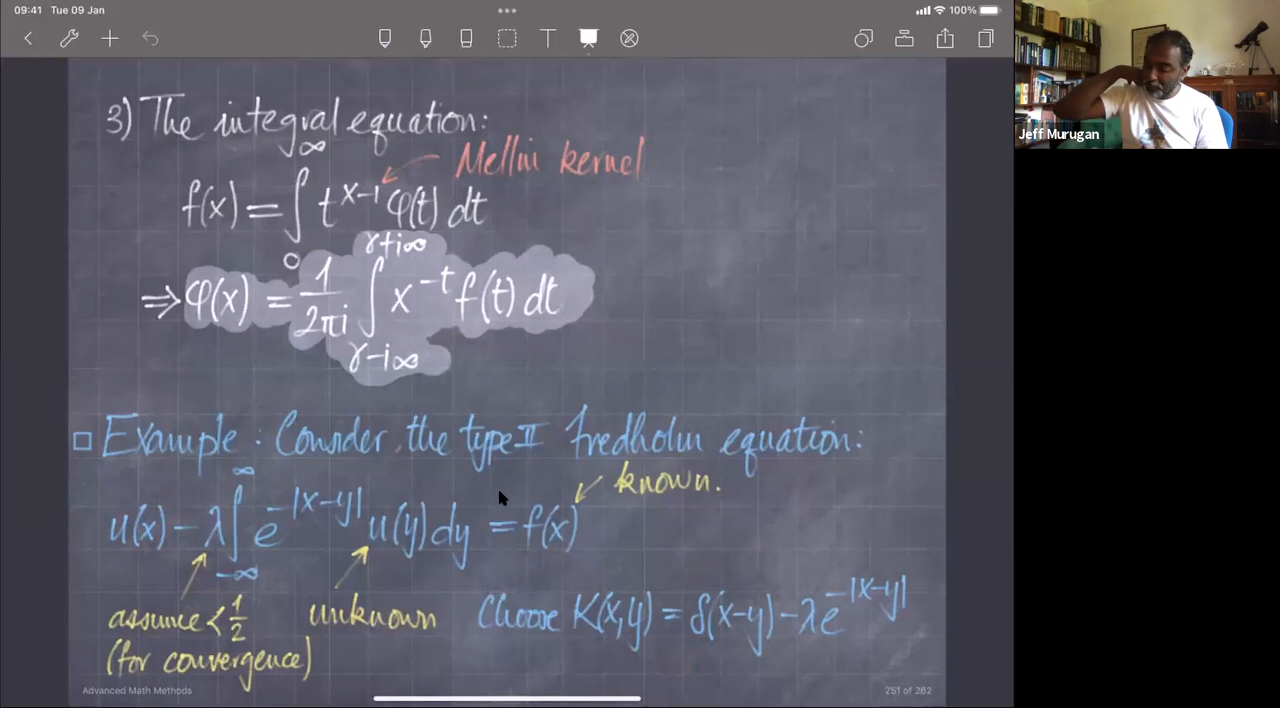 09:41 Tue 09 Jan
100%
Jeff Murugan
3) The integral equation:
f(x) = ∫₀^∞ t^{x-1} φ(t) dt
Mellin kernel
⇒ φ(x) = 1/2πi ∫_{γ-i∞}^{γ+i∞} x^{-t} f(t) dt
□ Example: Consider the type II Fredholm equation:
known.
u(x) - λ∫_{-∞}^{∞} e^{-|x-y|} u(y) dy = f(x)
assume < 1/2
(for convergence)
unknown
Choose K(x,y) = δ(x-y) - λe^{-|x-y|}
Advanced Math Methods
251 of 262